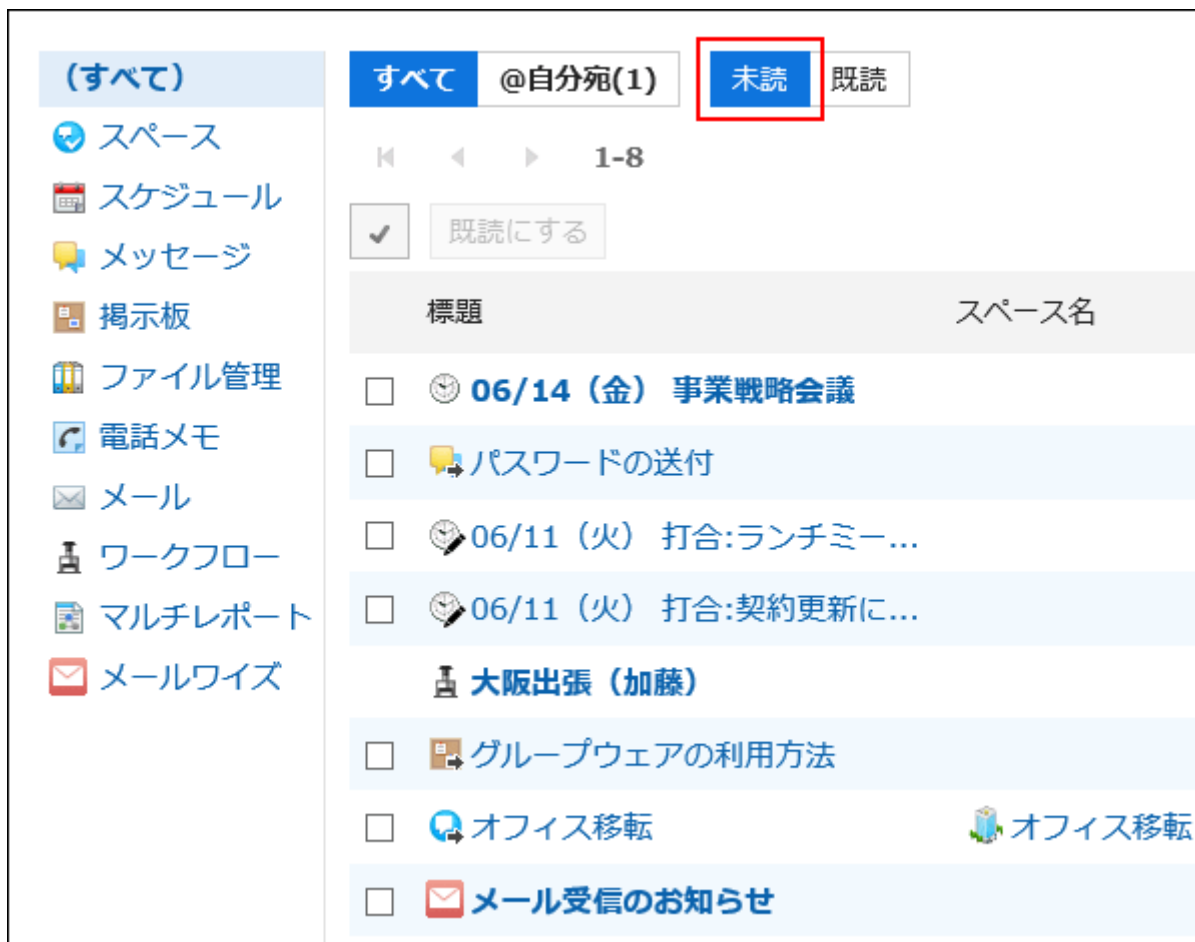 (すべて)
スペース
スケジュール
メッセージ
掲示板
ファイル管理
電話メモ
メール
ワークフロー
マルチレポート
メールワイズ
すべて @自分宛(1) 未読 既読
1-8
既読にする
標題 スペース名
06/14（金） 事業戦略会議
パスワードの送付
06/11（火） 打合:ランチミー...
06/11（火） 打合:契約更新に...
大阪出張（加藤）
グループウェアの利用方法
オフィス移転 オフィス移転
メール受信のお知らせ